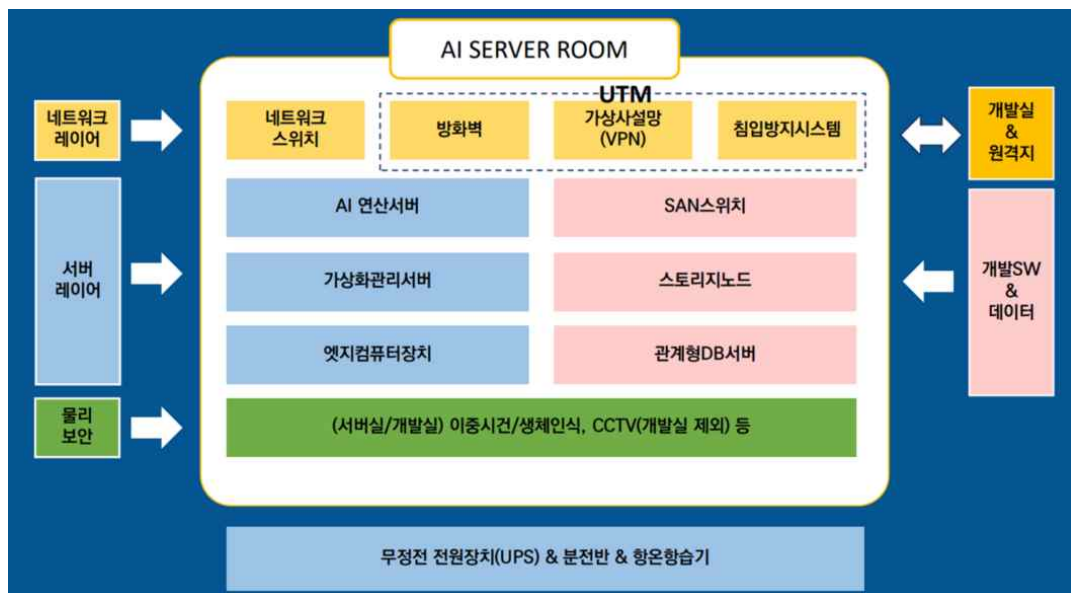 AI SERVER ROOM
UTM
네트워크
레이어
네트워크
스위치
방화벽
가상사설망
(VPN)
침입방지시스템
개발실
&
원격지
서버
레이어
AI 연산서버
SAN스위치
가상화관리서버
스토리지노드
엣지컴퓨터장치
관계형DB서버
개발SW
&
데이터
물리
보안
(서버실/개발실) 이중시건/생체인식, CCTV(개발실 제외) 등
무정전 전원장치(UPS) & 분전반 & 항온항습기